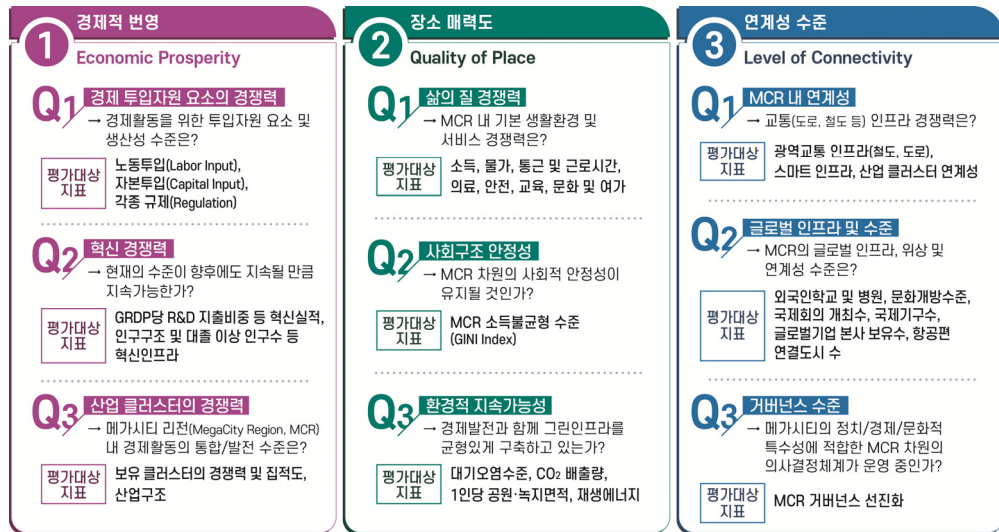 1
경제적 번영
Economic Prosperity
Q1 경제 투입자원 요소의 경쟁력
→ 경제활동을 위한 투입자원 요소 및
생산성 수준은?
평가대상
지표
노동투입(Labor Input),
자본투입(Capital Input),
각종 규제(Regulation)
Q2 혁신 경쟁력
→ 현재의 수준이 향후에도 지속될 만큼
지속가능한가?
평가대상
지표
GRDP당 R&D 지출비중 등 혁신실적,
인구구조 및 대졸 이상 인구수 등
혁신인프라
Q3 산업 클러스터의 경쟁력
→ 메가시티 리전(MegaCity Region, MCR)
내 경제활동의 통합/발전 수준은?
평가대상
지표
보유 클러스터의 경쟁력 및 집적도,
산업구조
2
장소 매력도
Quality of Place
Q1 삶의 질 경쟁력
→ MCR 내 기본 생활환경 및
서비스 경쟁력은?
평가대상
지표
소득, 물가, 통근 및 근로시간,
의료, 안전, 교육, 문화 및 여가
Q2 사회구조 안정성
→ MCR 차원의 사회적 안정성이
유지될 것인가?
평가대상
지표
MCR 소득불균형 수준
(GINI Index)
Q3 환경적 지속가능성
→ 경제발전과 함께 그린인프라를
균형있게 구축하고 있는가?
평가대상
지표
대기오염수준, CO₂ 배출량,
1인당 공원·녹지면적, 재생에너지
3
연계성 수준
Level of Connectivity
Q1 MCR 내 연계성
→ 교통(도로, 철도 등) 인프라 경쟁력은?
평가대상
지표
광역교통 인프라(철도, 도로),
스마트 인프라, 산업 클러스터 연계성
Q2 글로벌 인프라 및 수준
→ MCR의 글로벌 인프라, 위상 및
연계성 수준은?
평가대상
지표
외국인학교 및 병원, 문화개방수준,
국제회의 개최수, 국제기구수,
글로벌기업 본사 보유수, 항공편
연결도시 수
Q3 거버넌스 수준
→ 메가시티의 정치/경제/문화적
특수성에 적합한 MCR 차원의
의사결정체계가 운영 중인가?
평가대상
지표
MCR 거버넌스 선진화